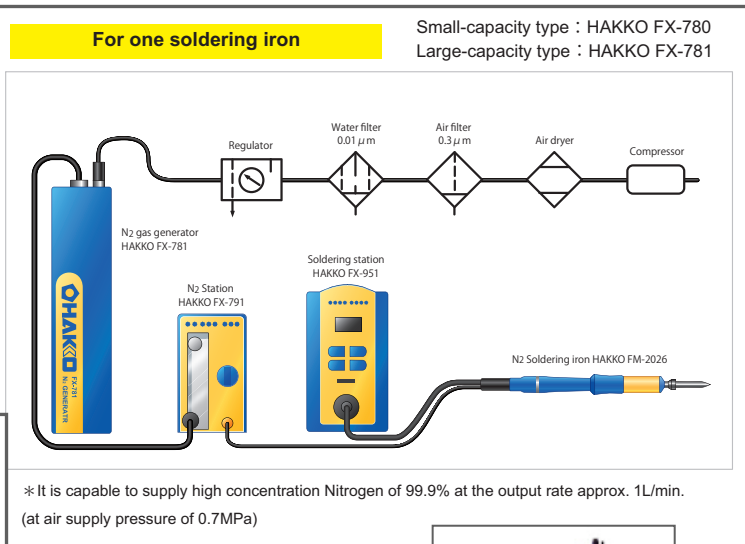 For one soldering iron
Small-capacity type：HAKKO FX-780
Large-capacity type：HAKKO FX-781
Regulator
Water filter
0.01μm
Air filter
0.3μm
Air dryer
Compressor
N2 gas generator
HAKKO FX-781
N2 Station
HAKKO FX-791
Soldering station
HAKKO FX-951
N2 Soldering iron HAKKO FM-2026
HAKKO
FX-781
N2 GENERATR
＊It is capable to supply high concentration Nitrogen of 99.9% at the output rate approx. 1L/min.
(at air supply pressure of 0.7MPa)